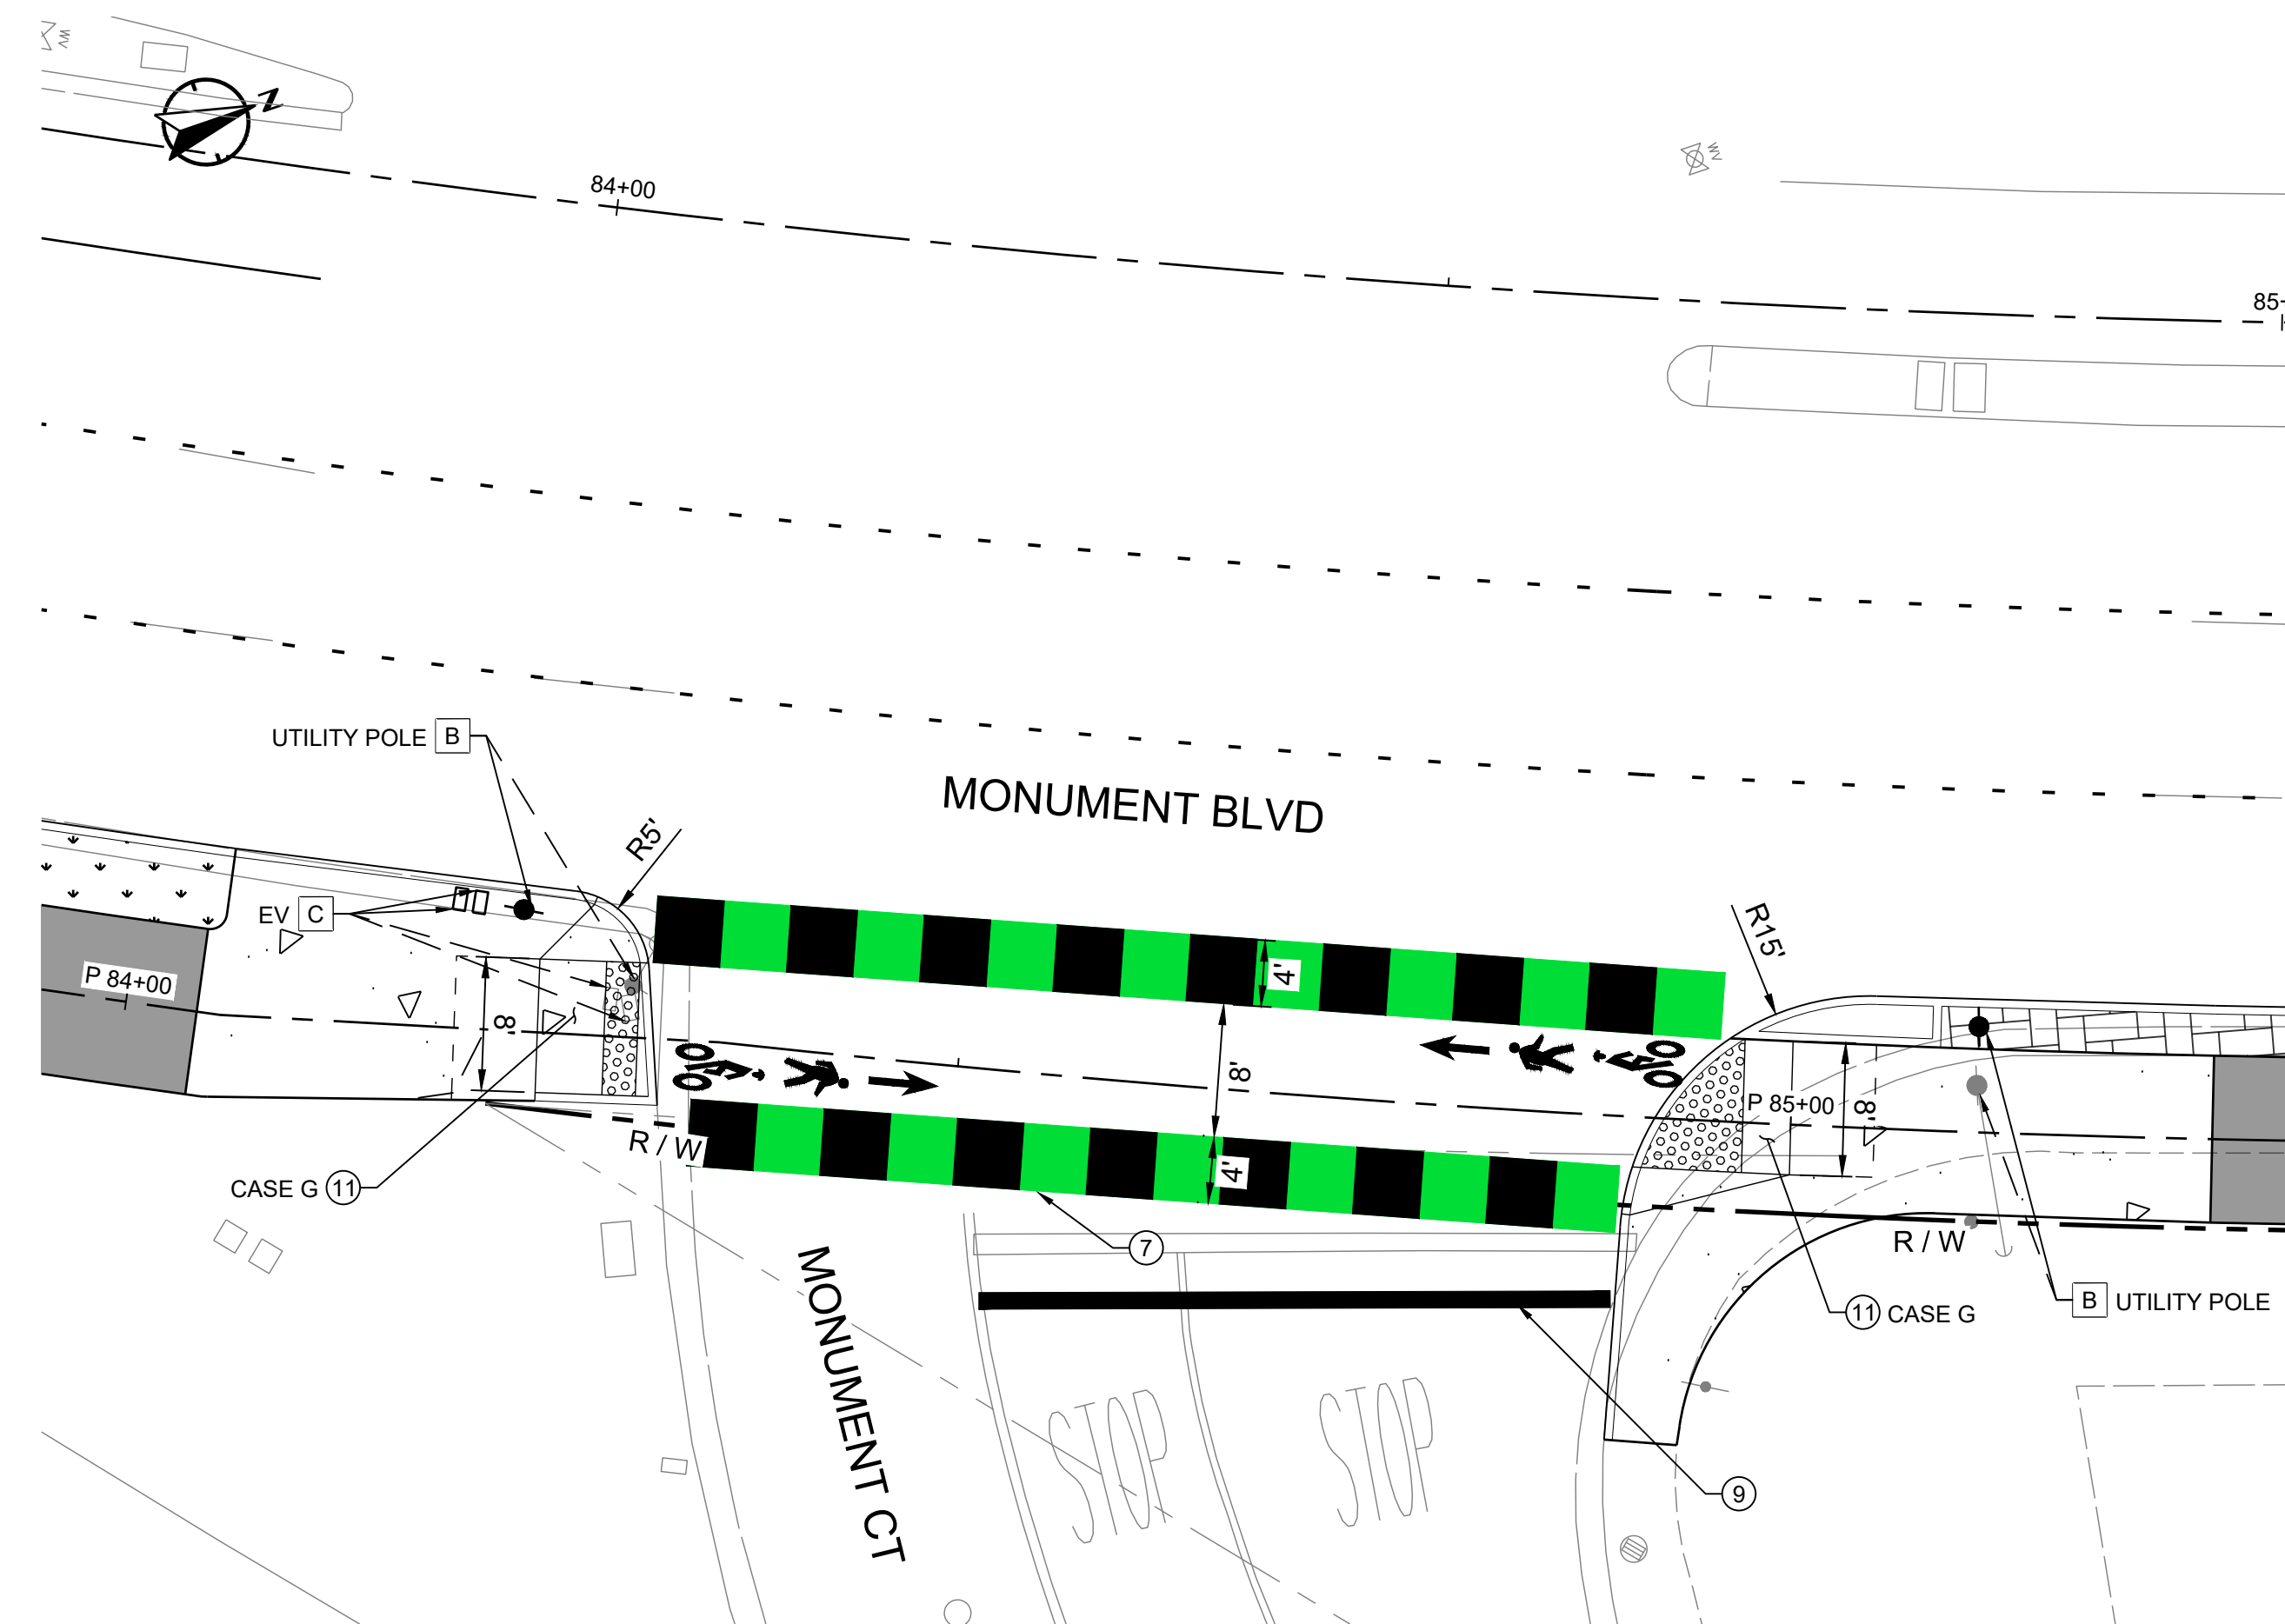 N
84+00
85+
UTILITY POLE B
MONUMENT BLVD
R5'
EV C
R15'
P 84+00
4'
8'
8'
P 85+00
8'
4'
R / W
CASE G 11
R / W
7
MONUMENT CT
11 CASE G
B UTILITY POLE
STOP
STOP
9